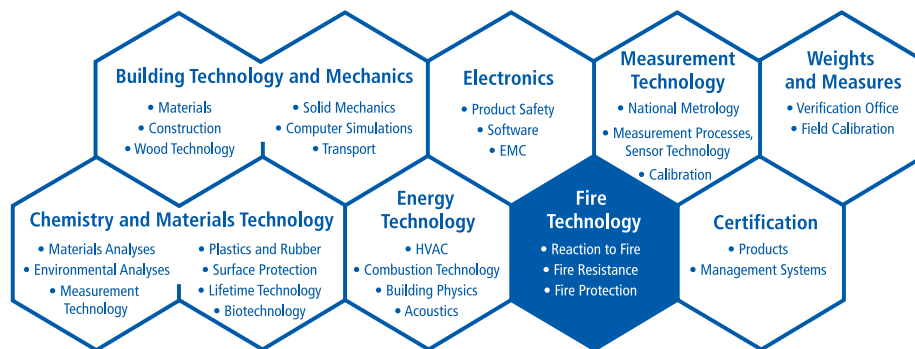 Building Technology and Mechanics
• Materials
• Construction
• Wood Technology
• Solid Mechanics
• Computer Simulations
• Transport
Electronics
• Product Safety
• Software
• EMC
Measurement
Technology
• National Metrology
• Measurement Processes,
Sensor Technology
• Calibration
Weights
and Measures
• Verification Office
• Field Calibration
Chemistry and Materials Technology
• Materials Analyses
• Environmental Analyses
• Measurement
Technology
• Plastics and Rubber
• Surface Protection
• Lifetime Technology
• Biotechnology
Energy
Technology
• HVAC
• Combustion Technology
• Building Physics
• Acoustics
Fire
Technology
• Reaction to Fire
• Fire Resistance
• Fire Protection
Certification
• Products
• Management Systems